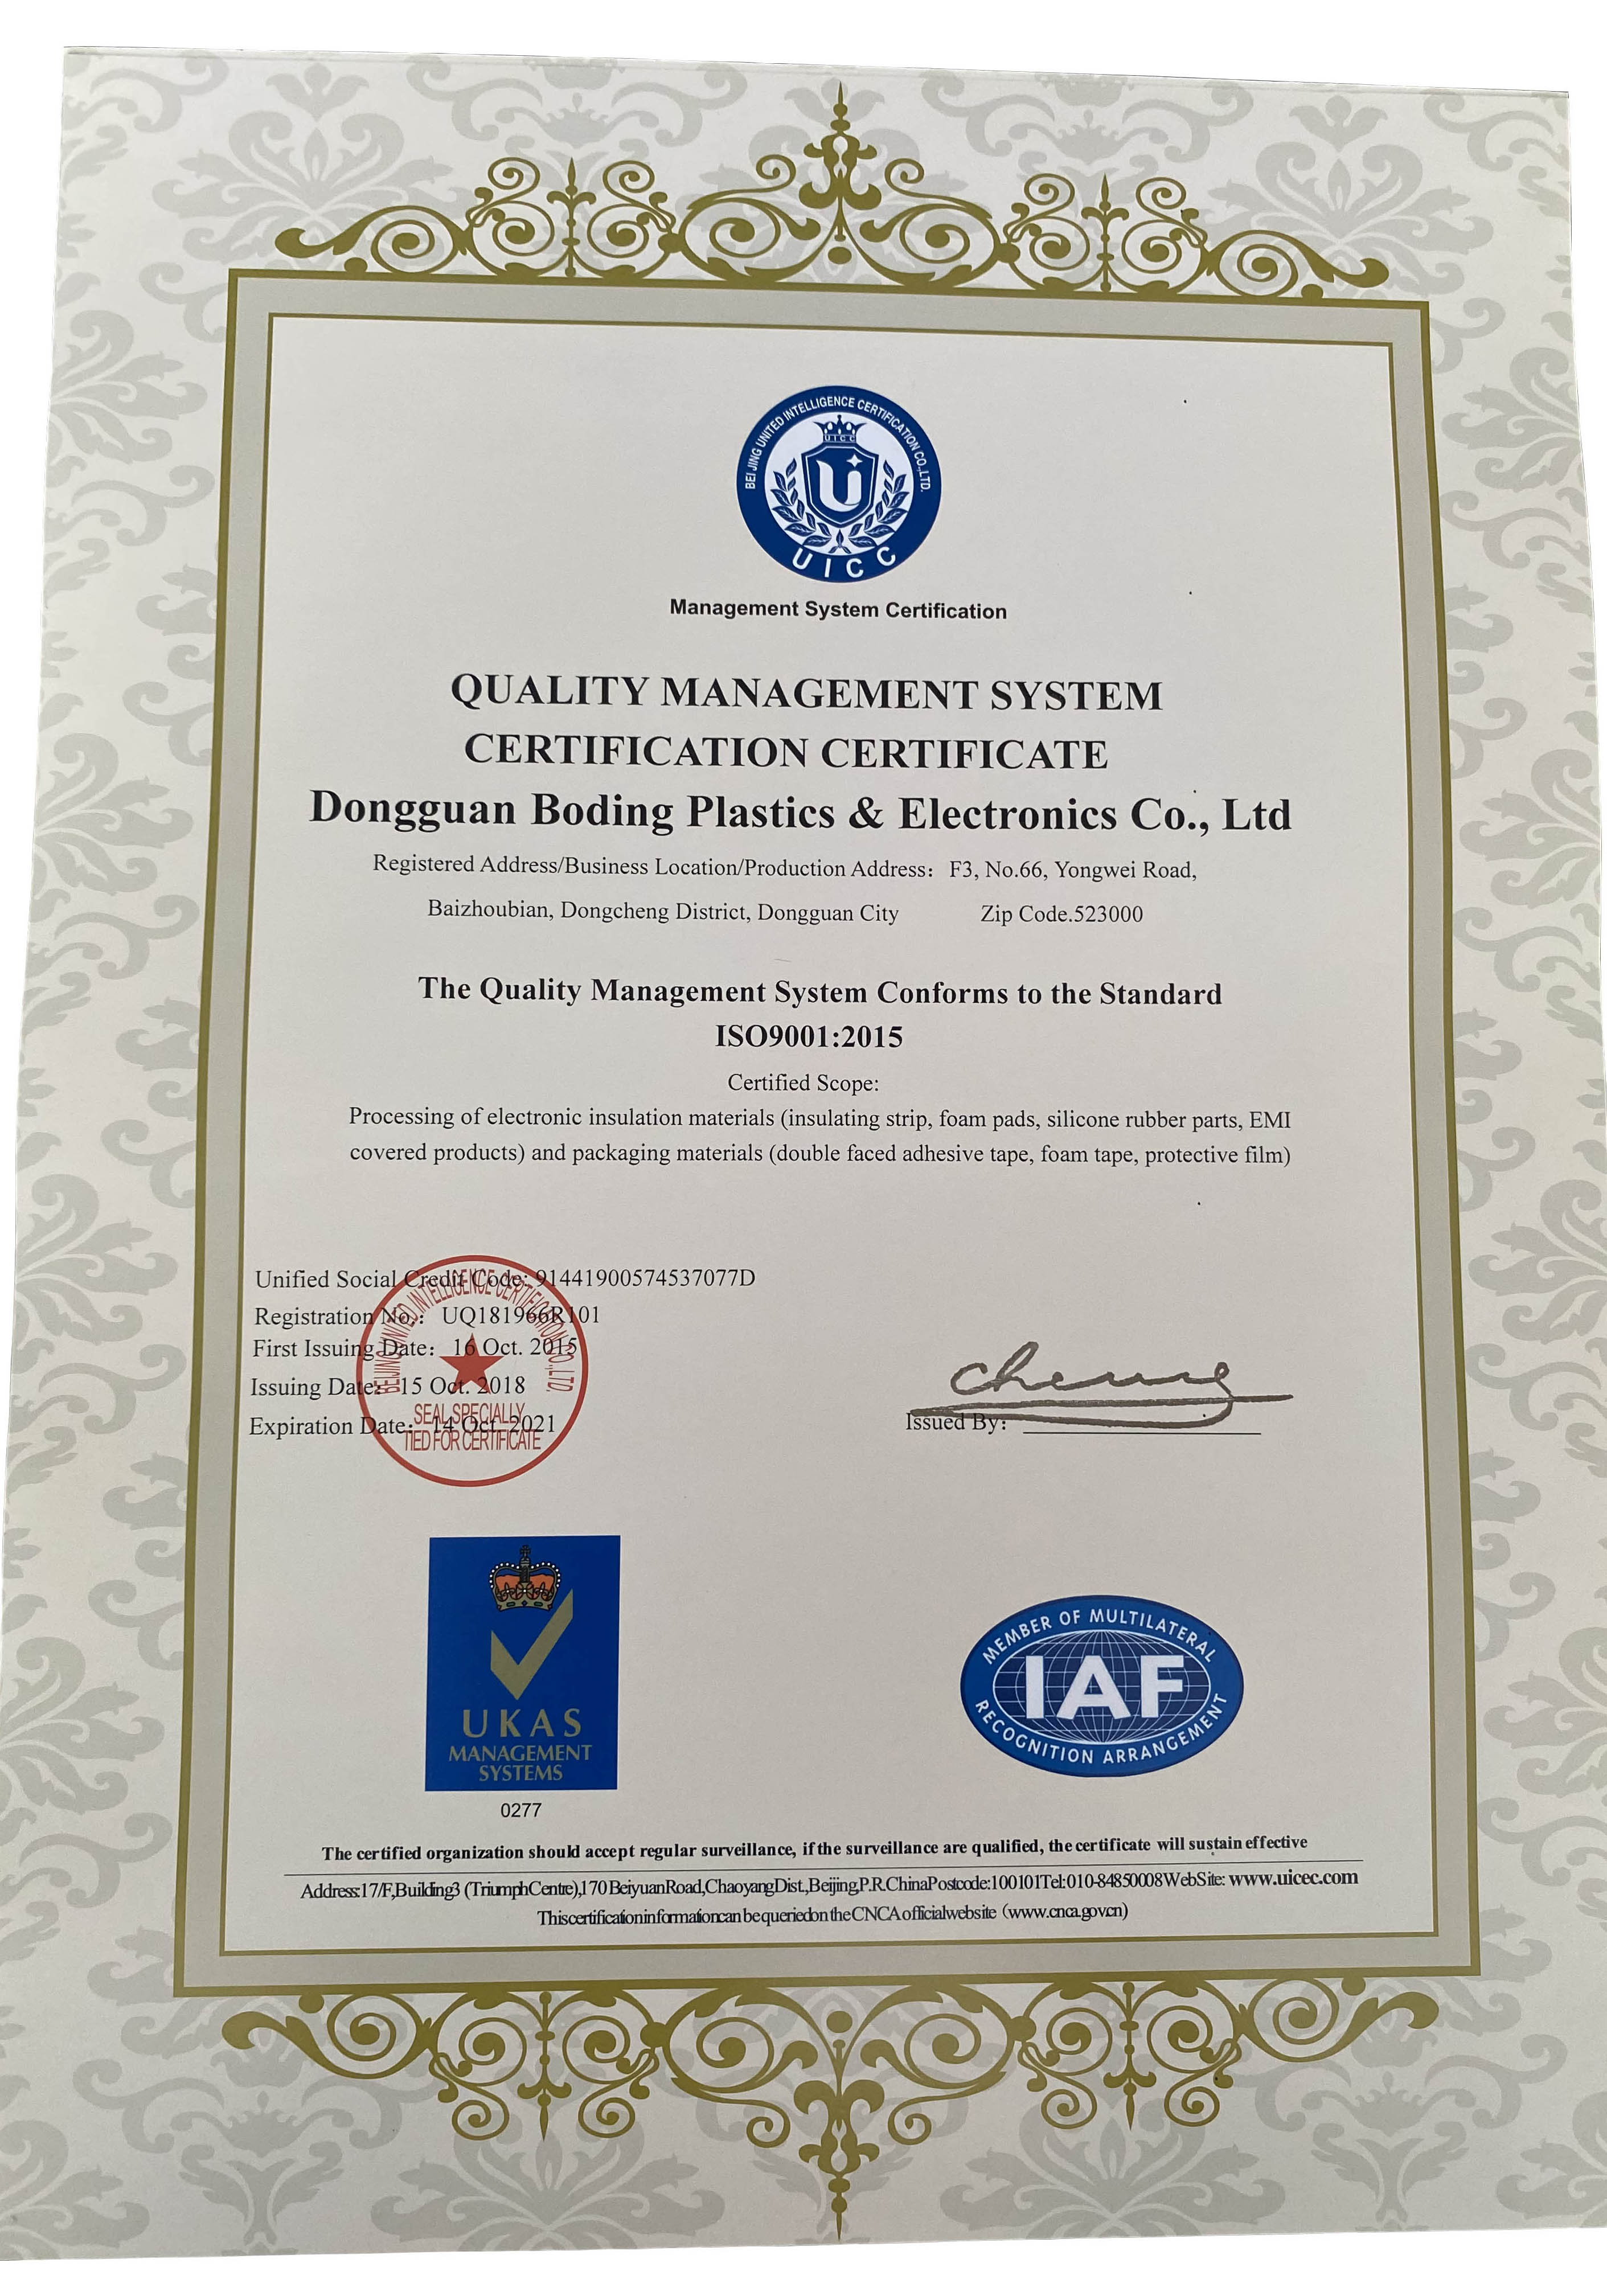 BEI JING UNITED INTELLIGENCE CERTIFICATION CO.,LTD.
UICC
U
UICC
Management System Certification
QUALITY MANAGEMENT SYSTEM
CERTIFICATION CERTIFICATE
Dongguan Boding Plastics & Electronics Co., Ltd
Registered Address/Business Location/Production Address: F3, No.66, Yongwei Road,
Baizhoubian, Dongcheng District, Dongguan City Zip Code.523000
The Quality Management System Conforms to the Standard
ISO9001:2015
Certified Scope:
Processing of electronic insulation materials (insulating strip, foam pads, silicone rubber parts, EMI
covered products) and packaging materials (double faced adhesive tape, foam tape, protective film)
Unified Social Credit Code: 91441900574537077D
Registration No.: UQ181966R101
First Issuing Date: 16 Oct. 2015
Issuing Date: 15 Oct. 2018
Expiration Date: 14 Oct. 2021
BEIJING UNITED INTELLIGENCE CERTIFICATION CO.,LTD.
SEAL SPECIALLY
TIED FOR CERTIFICATE
Issued By:
UKAS
MANAGEMENT
SYSTEMS
0277
MEMBER OF MULTILATERAL
IAF
RECOGNITION ARRANGEMENT
The certified organization should accept regular surveillance, if the surveillance are qualified, the certificate will sustain effective
Address:17/F,Building3 (TriumphCentre),170 BeiyuanRoad,ChaoyangDist.,Beijing,P.R.ChinaPostcode:100101Tel:010-84850008WebSite: www.uicec.com
Thiscertificationinformationcan be queriedon the CNCA officialwebsite (www.cnca.gov.cn)